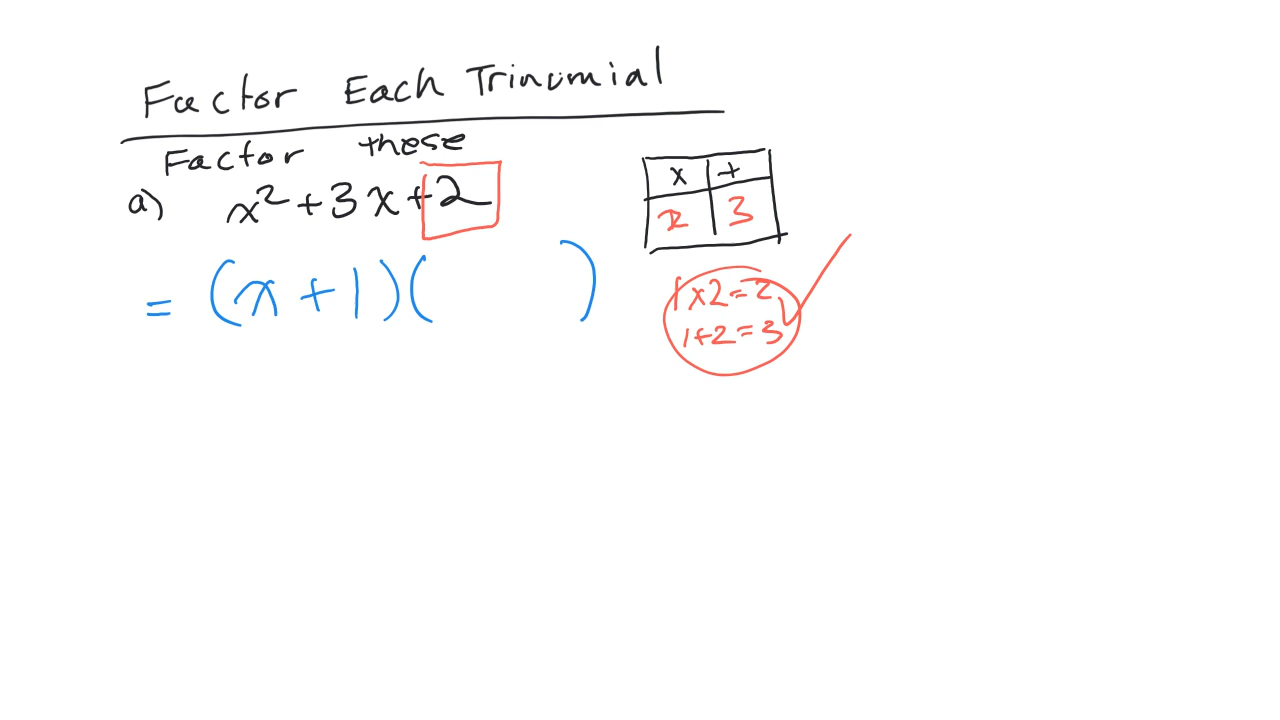 Factor Each Trinomial
Factor these
a) x² + 3x + 2
x +
2 3
= (x + 1)( )
1x2=2
1+2=3